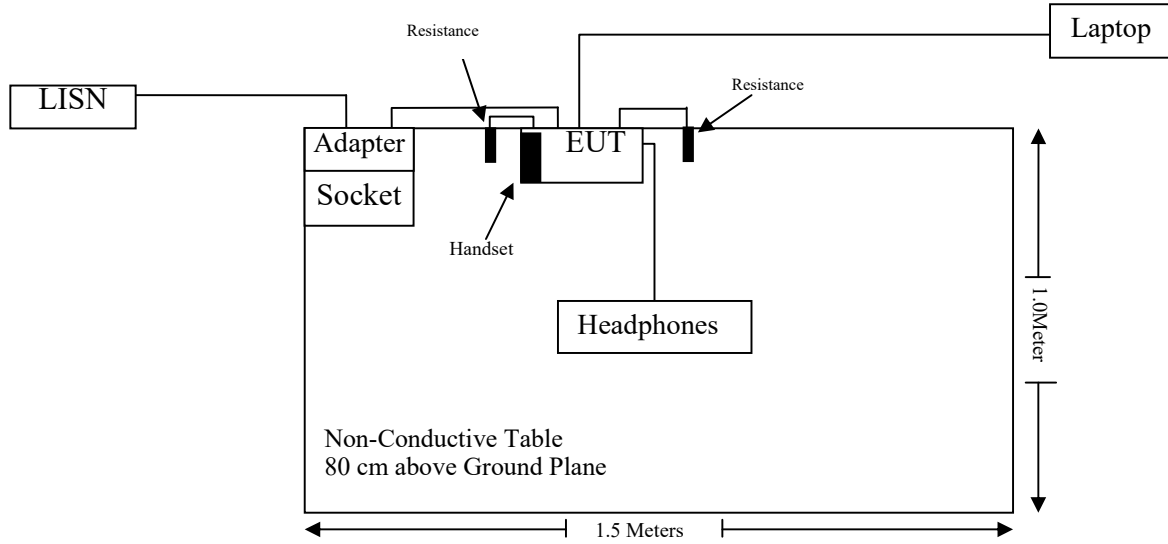 Laptop
Resistance
Resistance
LISN
Adapter
EUT
Socket
Handset
Headphones
1.0Meter
Non-Conductive Table
80 cm above Ground Plane
1.5 Meters